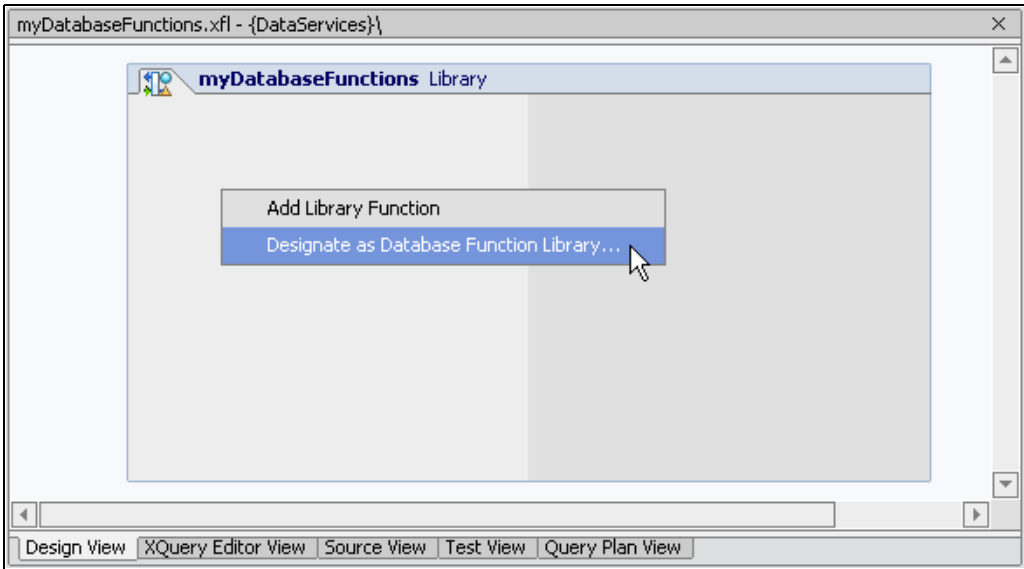 myDatabaseFunctions.xfl - {DataServices}\
myDatabaseFunctions Library
Add Library Function
Designate as Database Function Library...
Design View XQuery Editor View Source View Test View Query Plan View